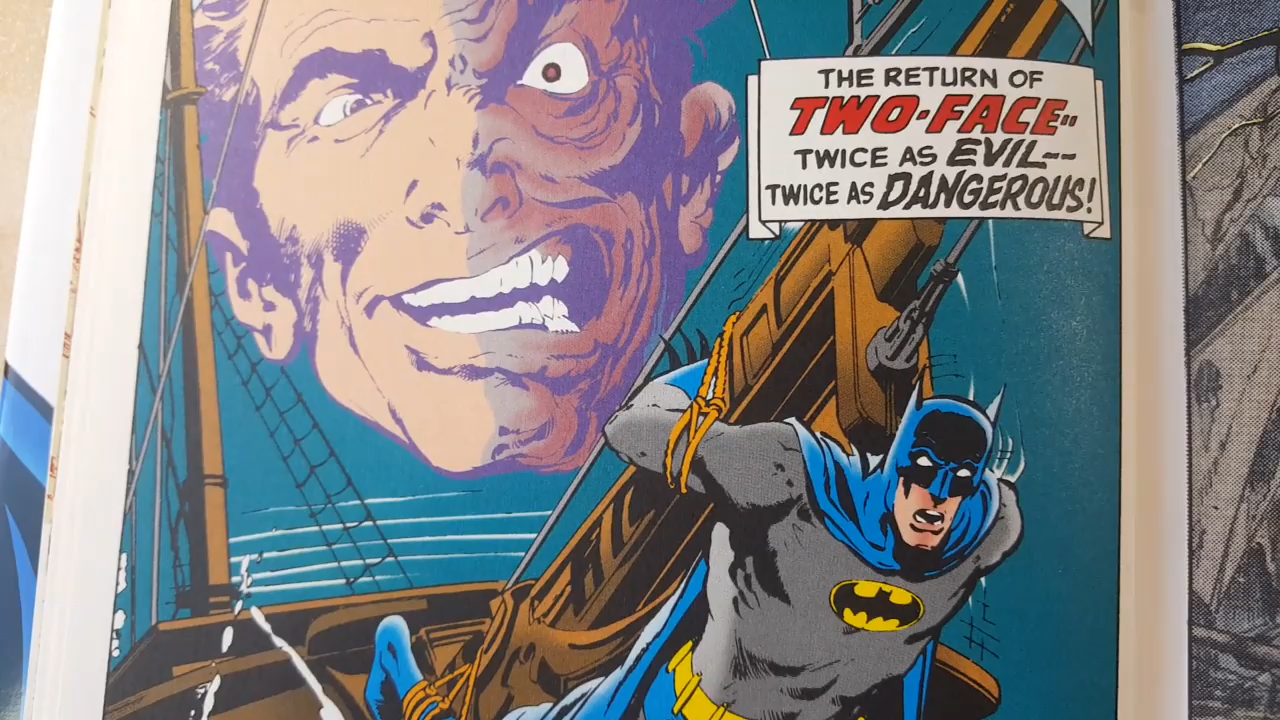 THE RETURN OF
TWO-FACE--
TWICE AS EVIL--
TWICE AS DANGEROUS!